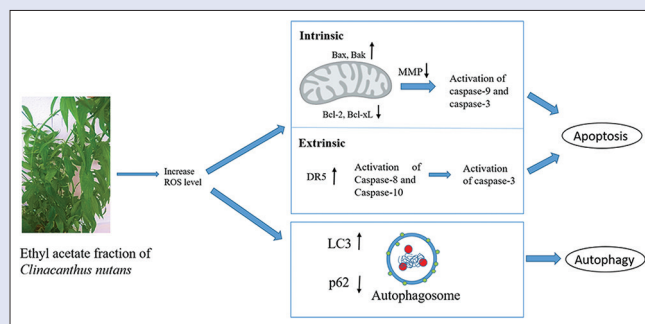 Intrinsic
Bax, Bak
MMP
Activation of
caspase-9 and
caspase-3
Bcl-2, Bcl-xL
Extrinsic
DR5
Activation of
Caspase-8 and
Caspase-10
Activation
of caspase-3
Apoptosis
Increase
ROS level
Ethyl acetate fraction of
Clinacanthus nutans
LC3
p62
Autophagosome
Autophagy